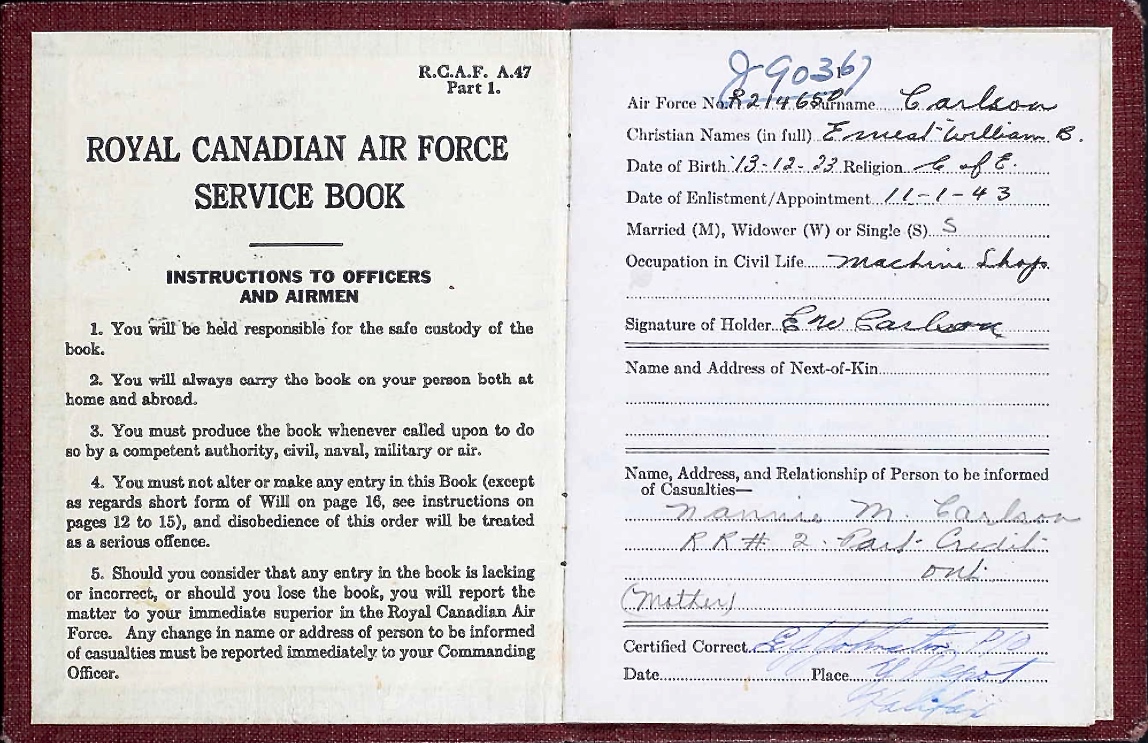 R.C.A.F. A.47
Part 1.
ROYAL CANADIAN AIR FORCE
SERVICE BOOK
INSTRUCTIONS TO OFFICERS
AND AIRMEN
1. You will be held responsible for the safe custody of the
book.
2. You will always carry the book on your person both at
home and abroad.
3. You must produce the book whenever called upon to do
so by a competent authority, civil, naval, military or air.
4. You must not alter or make any entry in this Book (except
as regards short form of Will on page 16, see instructions on
pages 12 to 15), and disobedience of this order will be treated
as a serious offence.
5. Should you consider that any entry in the book is lacking
or incorrect, or should you lose the book, you will report the
matter to your immediate superior in the Royal Canadian Air
Force. Any change in name or address of person to be informed
of casualties must be reported immediately to your Commanding
Officer.
J 90367
Air Force No. R214650 Surname Carlson
Christian Names (in full) Ernest William B.
Date of Birth 13-12-23 Religion C of E.
Date of Enlistment/Appointment 11-1-43
Married (M), Widower (W) or Single (S) S
Occupation in Civil Life Machine Shop
Signature of Holder E W Carlson
Name and Address of Next-of-Kin
Name, Address, and Relationship of Person to be informed
of Casualties—
Nannie M. Carlson
RR# 2. Port Credit
Ont
(Mother)
Certified Correct P/O
Date Place Y Depot
Halifax